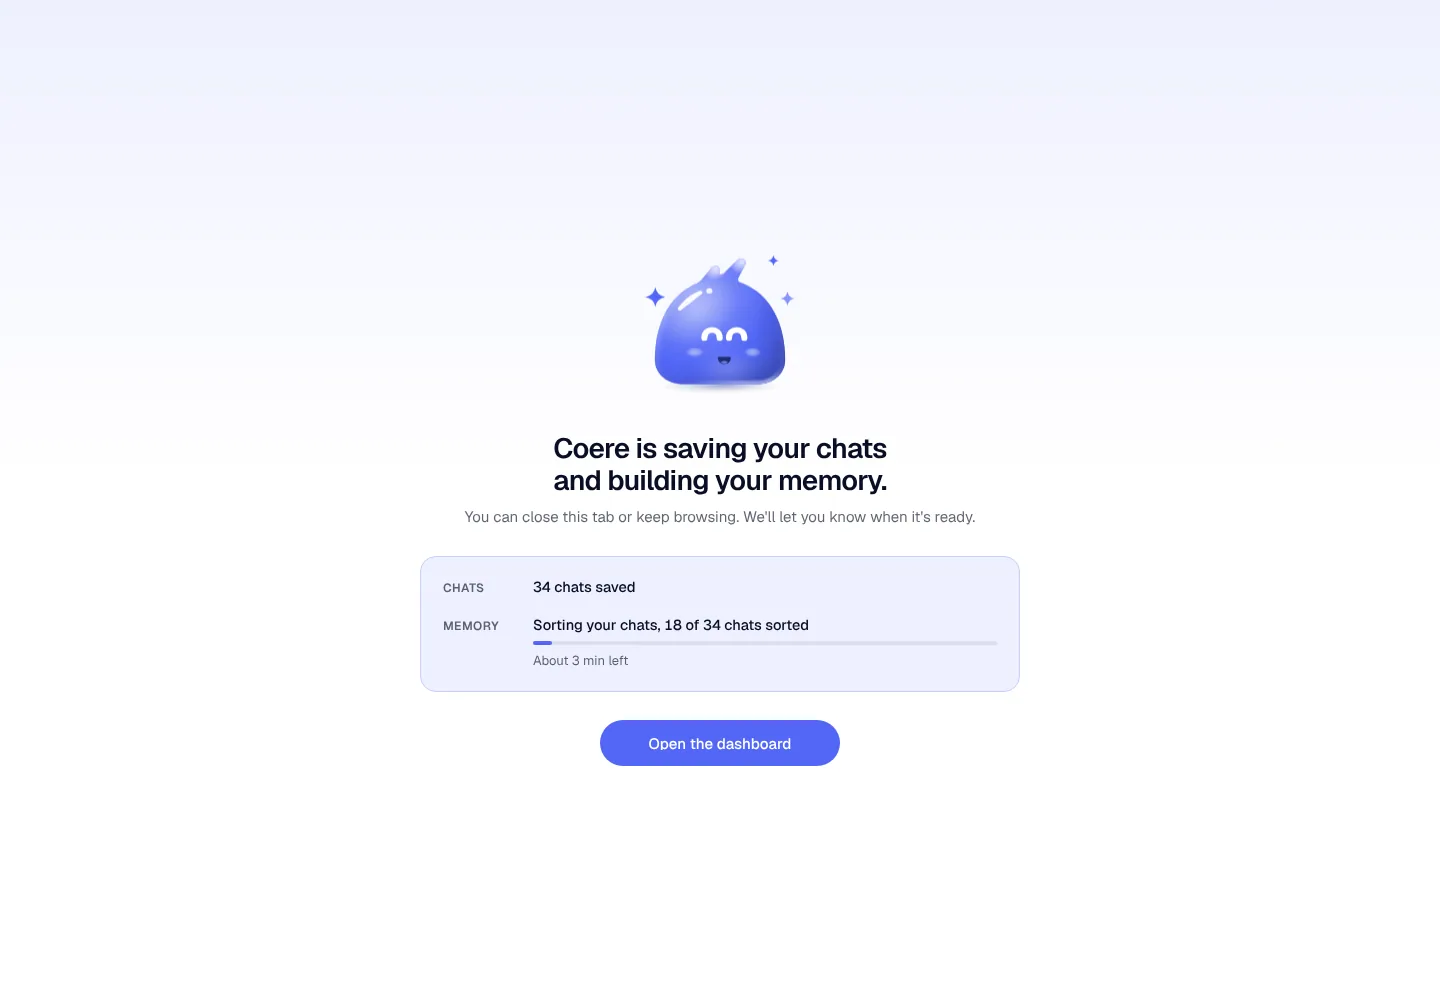 Coere is saving your chats
and building your memory.
You can close this tab or keep browsing. We'll let you know when it's ready.
CHATS
34 chats saved
MEMORY
Sorting your chats, 18 of 34 chats sorted
About 3 min left
Open the dashboard